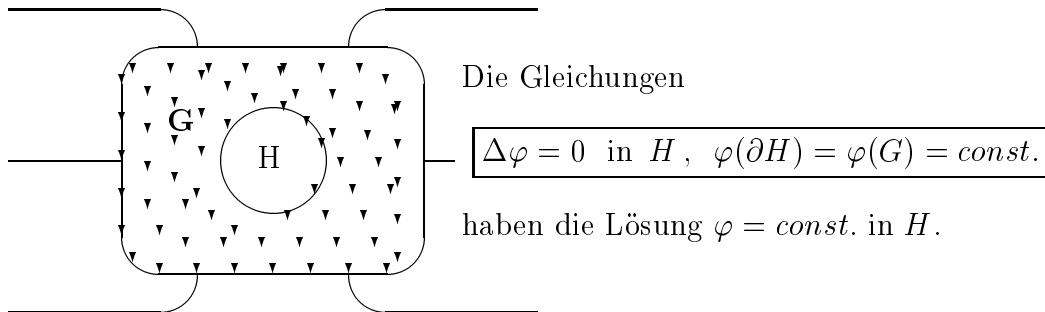 G
H
Die Gleichungen
Δφ = 0 in H , φ(∂H) = φ(G) = const.
haben die Lösung φ = const. in H.